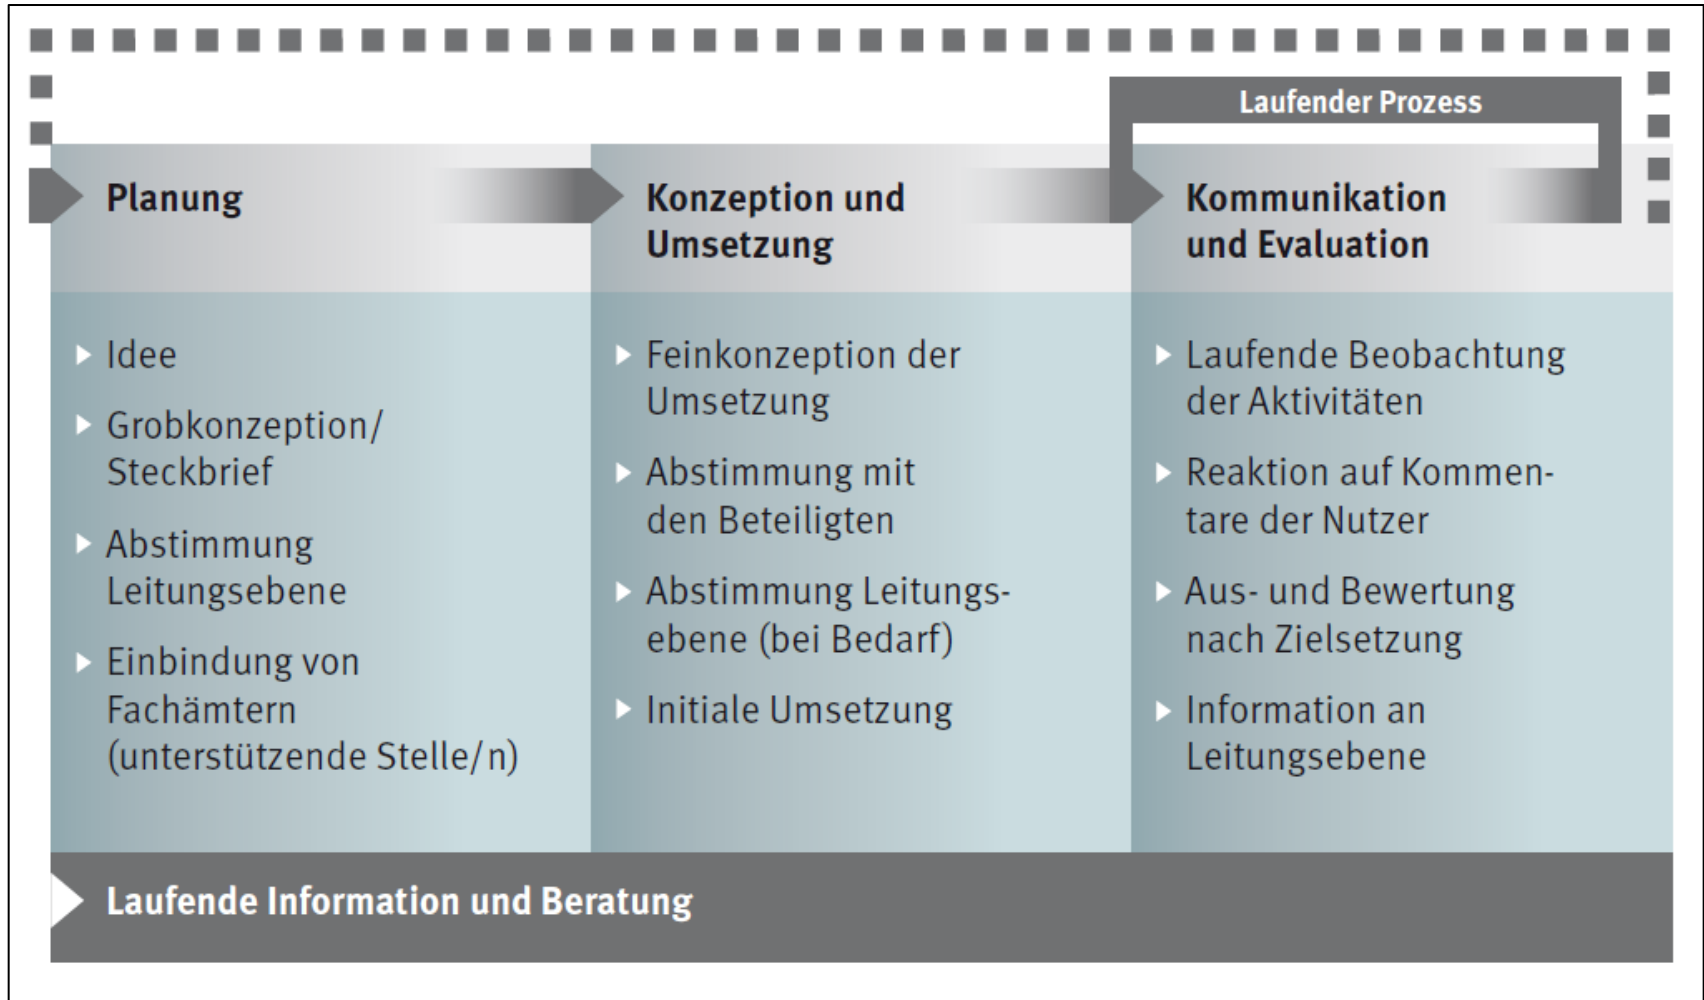 Laufender Prozess
Planung
Idee
Grobkonzeption/
Steckbrief
Abstimmung
Leitungsebene
Einbindung von
Fachämtern
(unterstützende Stelle/n)
Konzeption und
Umsetzung
Feinkonzeption der
Umsetzung
Abstimmung mit
den Beteiligten
Abstimmung Leitungs-
ebene (bei Bedarf)
Initiale Umsetzung
Kommunikation
und Evaluation
Laufende Beobachtung
der Aktivitäten
Reaktion auf Kommen-
tare der Nutzer
Aus- und Bewertung
nach Zielsetzung
Information an
Leitungsebene
Laufende Information und Beratung